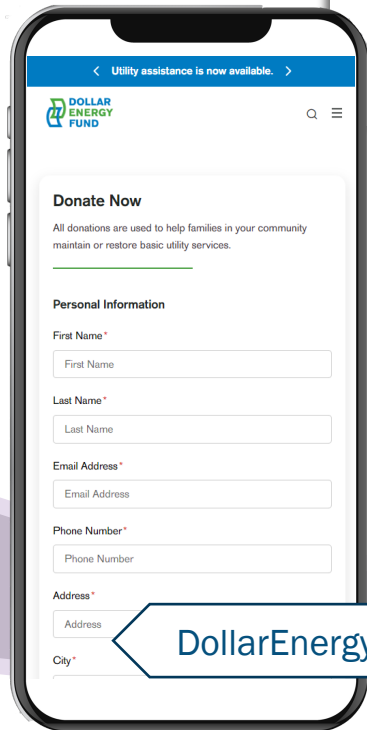 Utility assistance is now available.
DOLLAR
ENERGY
FUND
Donate Now
All donations are used to help families in your community
maintain or restore basic utility services.
Personal Information
First Name*
First Name
Last Name*
Last Name
Email Address*
Email Address
Phone Number*
Phone Number
Address*
Address
DollarEnergy
City*